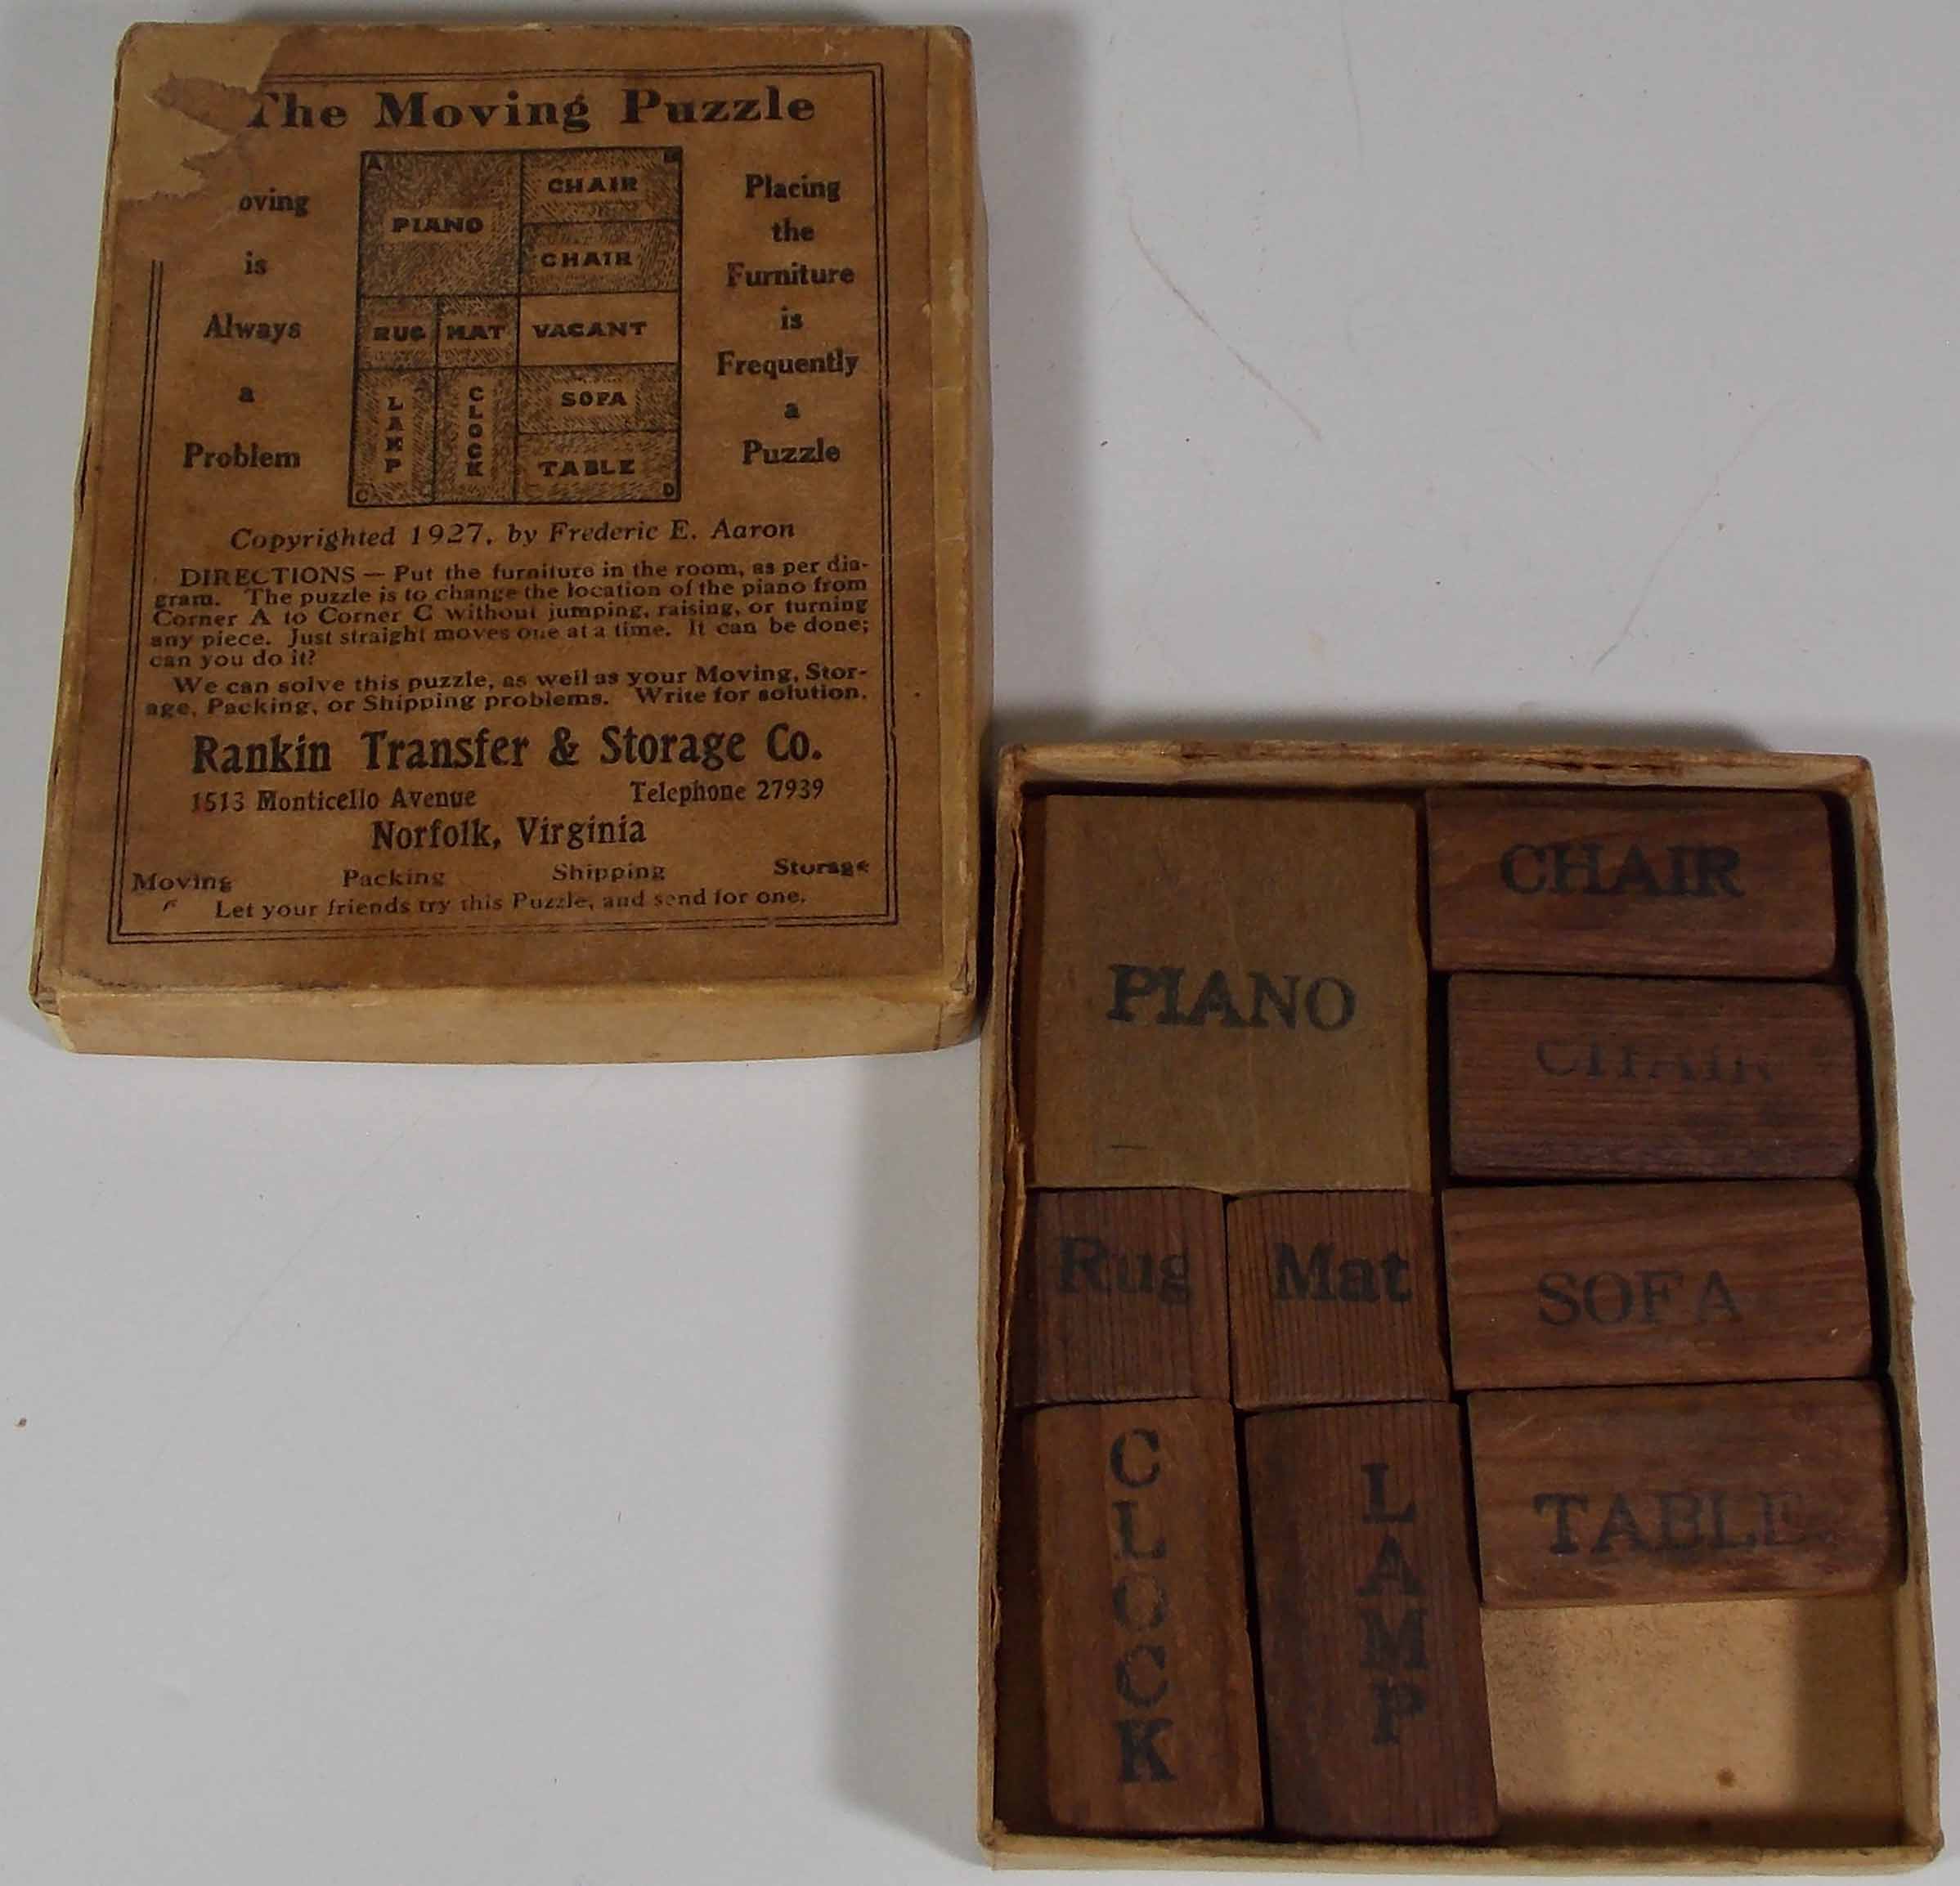 The Moving Puzzle
oving
is
Always
a
Problem
A
B
PIANO
CHAIR
CHAIR
RUG
MAT
VACANT
LAMP
CLOCK
SOFA
TABLE
C
D
Placing
the
Furniture
is
Frequently
a
Puzzle
Copyrighted 1927, by Frederic E. Aaron
DIRECTIONS — Put the furniture in the room, as per dia-
gram. The puzzle is to change the location of the piano from
Corner A to Corner C without jumping, raising, or turning
any piece. Just straight moves one at a time. It can be done;
can you do it?
We can solve this puzzle, as well as your Moving, Stor-
age, Packing, or Shipping problems. Write for solution.
Rankin Transfer & Storage Co.
1513 Monticello Avenue Telephone 27939
Norfolk, Virginia
Moving Packing Shipping Storage
Let your friends try this Puzzle, and send for one.
PIANO
CHAIR
CHAIR
Rug
Mat
SOFA
CLOCK
LAMP
TABLE